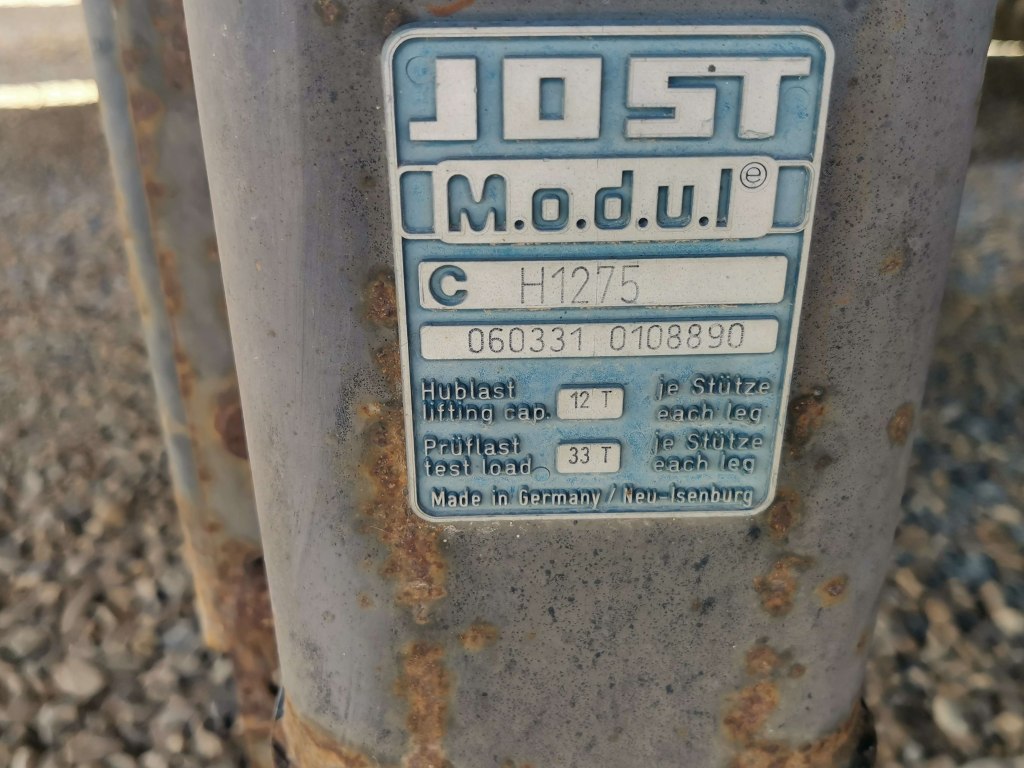 JOST
M.o.d.u.l ®
C H1275
060331 0108890
Hublast 12 T je Stütze
lifting cap. each leg
Prüflast 33 T je Stütze
test load each leg
Made in Germany / Neu-Isenburg